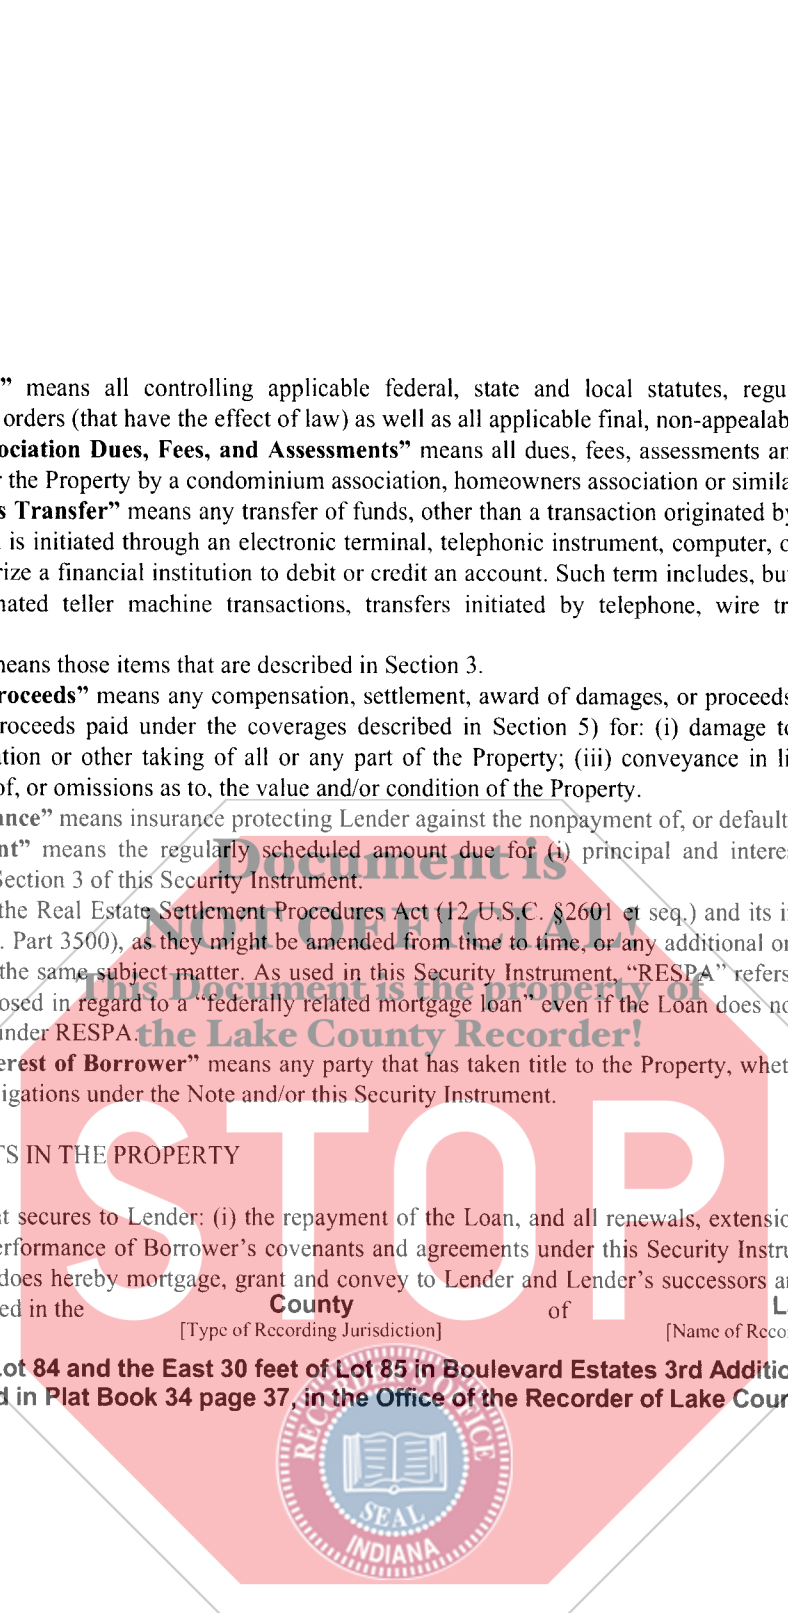 ” means all controlling applicable federal, state and local statutes, regu
orders (that have the effect of law) as well as all applicable final, non-appealab
ociation Dues, Fees, and Assessments” means all dues, fees, assessments an
the Property by a condominium association, homeowners association or simila
s Transfer” means any transfer of funds, other than a transaction originated by
is initiated through an electronic terminal, telephonic instrument, computer, o
rize a financial institution to debit or credit an account. Such term includes, but
nated teller machine transactions, transfers initiated by telephone, wire tr
neans those items that are described in Section 3.
roceeds” means any compensation, settlement, award of damages, or proceeds
roceeds paid under the coverages described in Section 5) for: (i) damage to
tion or other taking of all or any part of the Property; (iii) conveyance in li
of, or omissions as to, the value and/or condition of the Property.
ance” means insurance protecting Lender against the nonpayment of, or default
nt” means the regularly scheduled amount due for (i) principal and intere
Section 3 of this Security Instrument.
the Real Estate Settlement Procedures Act (12 U.S.C. §2601 et seq.) and its i
. Part 3500), as they might be amended from time to time, or any additional or
the same subject matter. As used in this Security Instrument, “RESPA” refers
osed in regard to a “federally related mortgage loan” even if the Loan does no
under RESPA.
erest of Borrower” means any party that has taken title to the Property, whet
igations under the Note and/or this Security Instrument.
TS IN THE PROPERTY
nt secures to Lender: (i) the repayment of the Loan, and all renewals, extensio
erformance of Borrower’s covenants and agreements under this Security Instru
does hereby mortgage, grant and convey to Lender and Lender’s successors an
ed in the County of L
[Type of Recording Jurisdiction] [Name of Reco
ot 84 and the East 30 feet of Lot 85 in Boulevard Estates 3rd Additio
d in Plat Book 34 page 37, in the Office of the Recorder of Lake Coun
Document is
NOT OFFICIAL!
This Document is the property of
the Lake County Recorder!
STOP
RECORDER'S OFFICE
SEAL
INDIANA